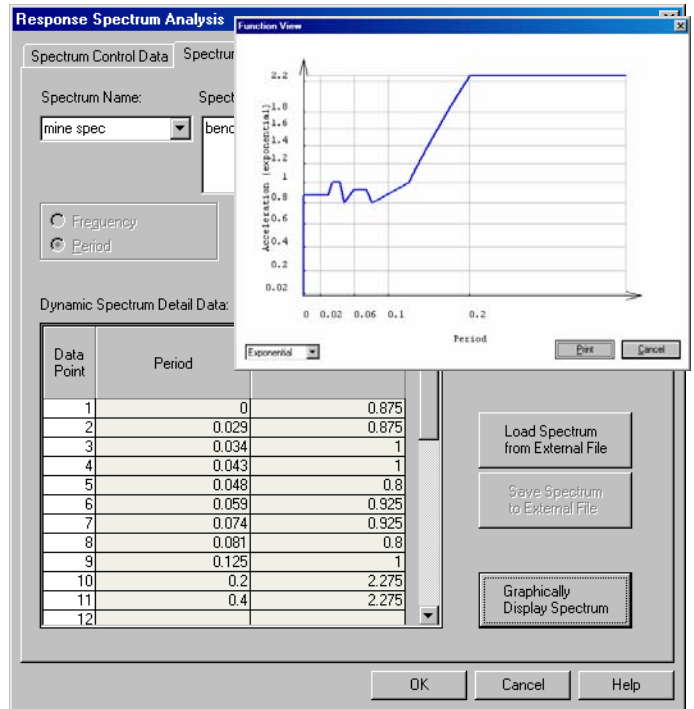 Response Spectrum Analysis
Function View
Spectrum Control Data
Spectrum Name:
mine spec
Frequency
Period
Dynamic Spectrum Detail Data:
2.2
1.8
1.6
1.2
1
0.8
0.6
0.4
0.2
0.02
Acceleration (exponential)
0 0.02 0.06 0.1 0.2
Period
Exponential
Print
Cancel
Data Point Period
1 0 0.875
2 0.029 0.875
3 0.034 1
4 0.043 1
5 0.048 0.8
6 0.059 0.925
7 0.074 0.925
8 0.081 0.8
9 0.125 1
10 0.2 2.275
11 0.4 2.275
12
Load Spectrum
from External File
Save Spectrum
to External File
Graphically
Display Spectrum
OK
Cancel
Help